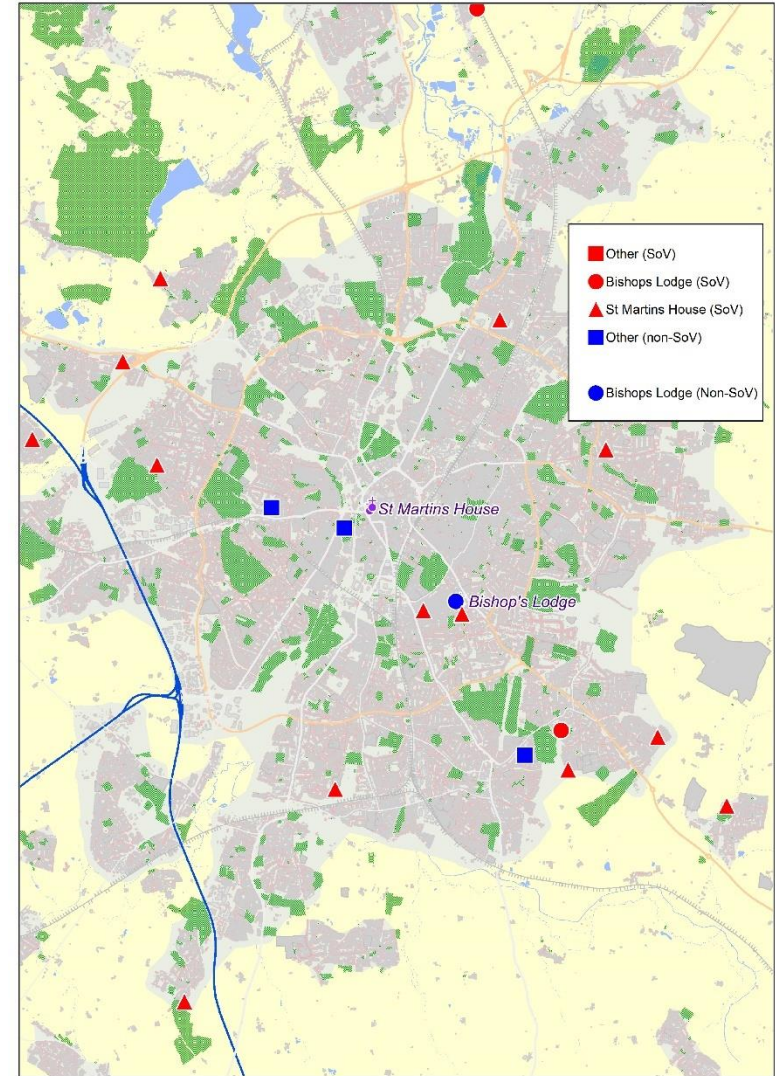 Other (SoV)
Bishops Lodge (SoV)
St Martins House (SoV)
Other (non-SoV)
Bishops Lodge (Non-SoV)
St Martins House
Bishop's Lodge